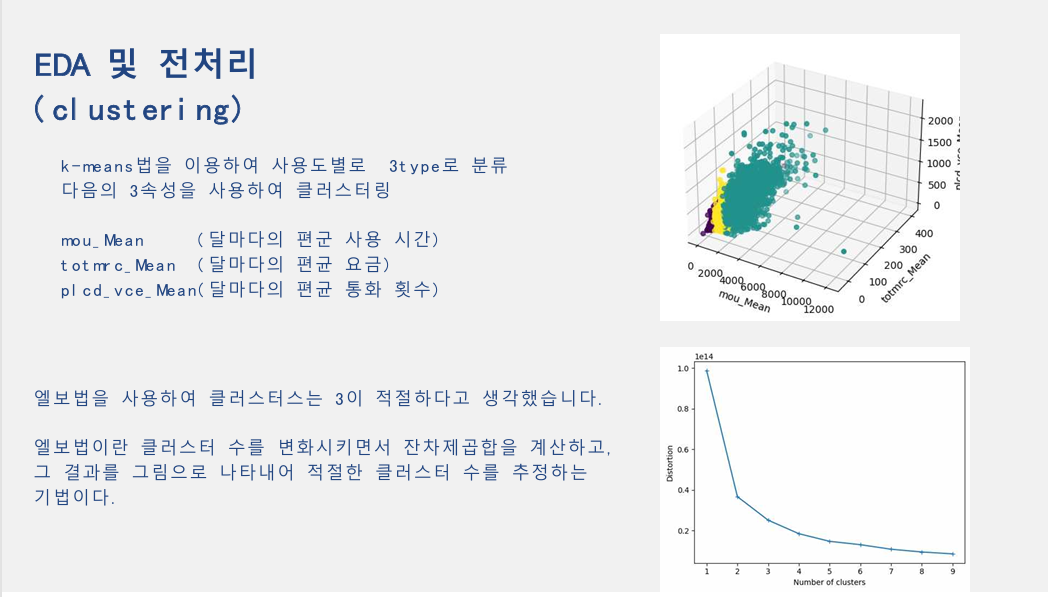 EDA 및 전처리
(clustering)
k-means법을 이용하여 사용도별로 3type로 분류
다음의 3속성을 사용하여 클러스터링
mou_Mean (달마다의 편균 사용 시간)
totmrc_Mean (달마다의 편균 요금)
plcd_vce_Mean(달마다의 편균 통화 횟수)
엘보법을 사용하여 클러스터스는 3이 적절하다고 생각했습니다.
엘보법이란 클러스터 수를 변화시키면서 잔차제곱합을 계산하고,
그 결과를 그림으로 나타내어 적절한 클러스터 수를 추정하는
기법이다.
2000
1500
1000
500
0
400
300
200
100
0
totmrc_Mean
0
2000
4000
6000
8000
10000
12000
mou_Mean
1e14
1.0
0.8
0.6
0.4
0.2
Distortion
1 2 3 4 5 6 7 8 9
Number of clusters